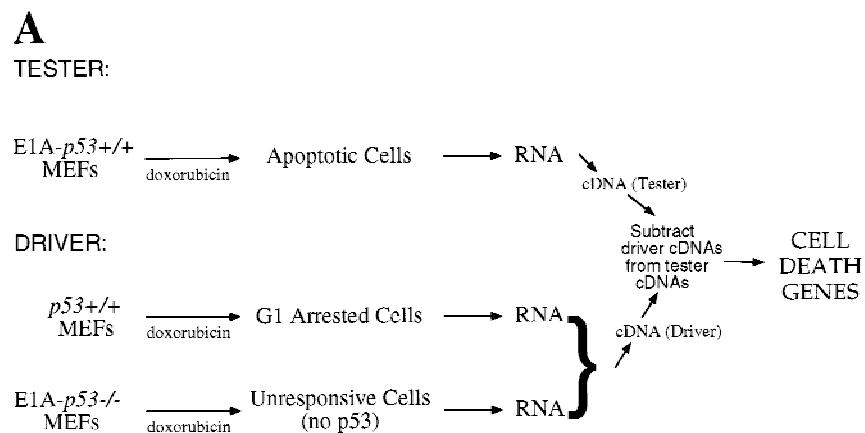 A
TESTER:
E1A-p53+/+
MEFs
doxorubicin
Apoptotic Cells
RNA
cDNA (Tester)
DRIVER:
Subtract
driver cDNAs
from tester
cDNAs
CELL
DEATH
GENES
p53+/+
MEFs
doxorubicin
G1 Arrested Cells
RNA
cDNA (Driver)
E1A-p53-/-
MEFs
doxorubicin
Unresponsive Cells
(no p53)
RNA